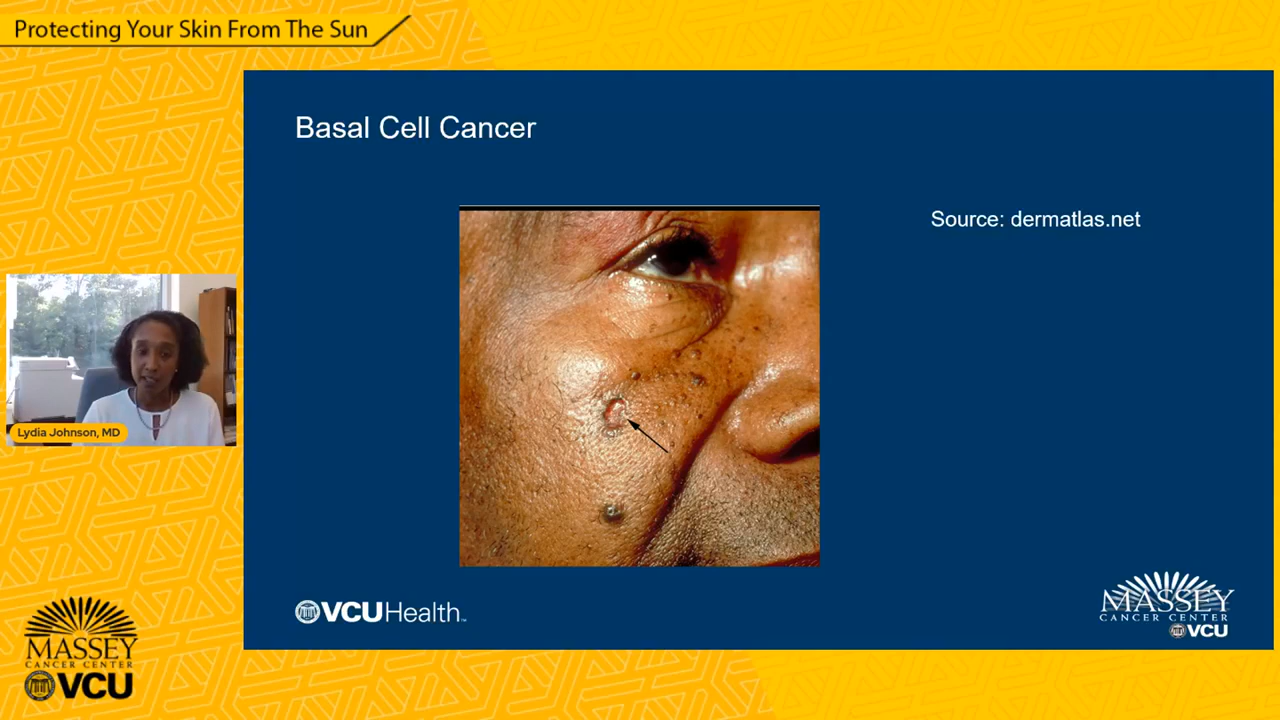 Protecting Your Skin From The Sun
Basal Cell Cancer
Source: dermatlas.net
Lydia Johnson, MD
VCUHealth™
MASSEY
CANCER CENTER
VCU
MASSEY
CANCER CENTER
VCU